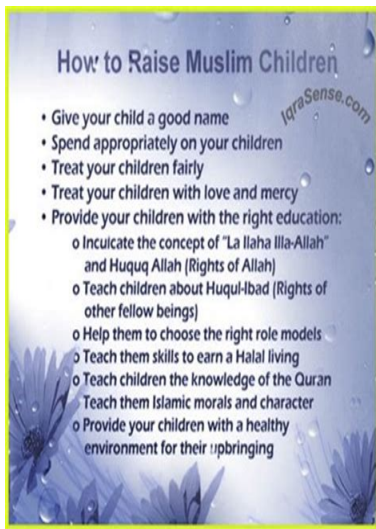 How to Raise Muslim Children
IqraSense.com
• Give your child a good name
• Spend appropriately on your children
• Treat your children fairly
• Treat your children with love and mercy
• Provide your children with the right education:
o Inculcate the concept of "La Ilaha Illa-Allah"
and Huquq Allah (Rights of Allah)
o Teach children about Huqul-Ibad (Rights of
other fellow beings)
o Help them to choose the right role models
o Teach them skills to earn a Halal living
o Teach children the knowledge of the Quran
Teach them Islamic morals and character
o Provide your children with a healthy
environment for their upbringing